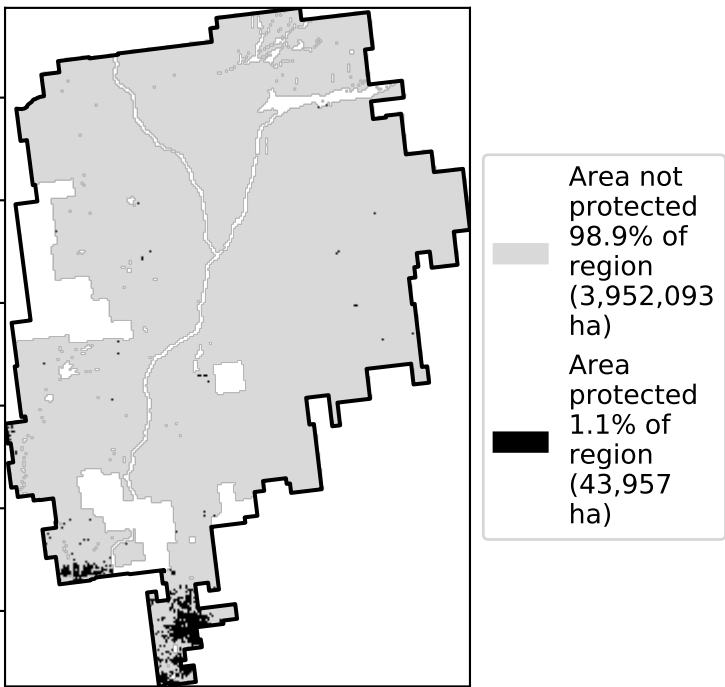 Area not
protected
98.9% of
region
(3,952,093
ha)
Area
protected
1.1% of
region
(43,957
ha)